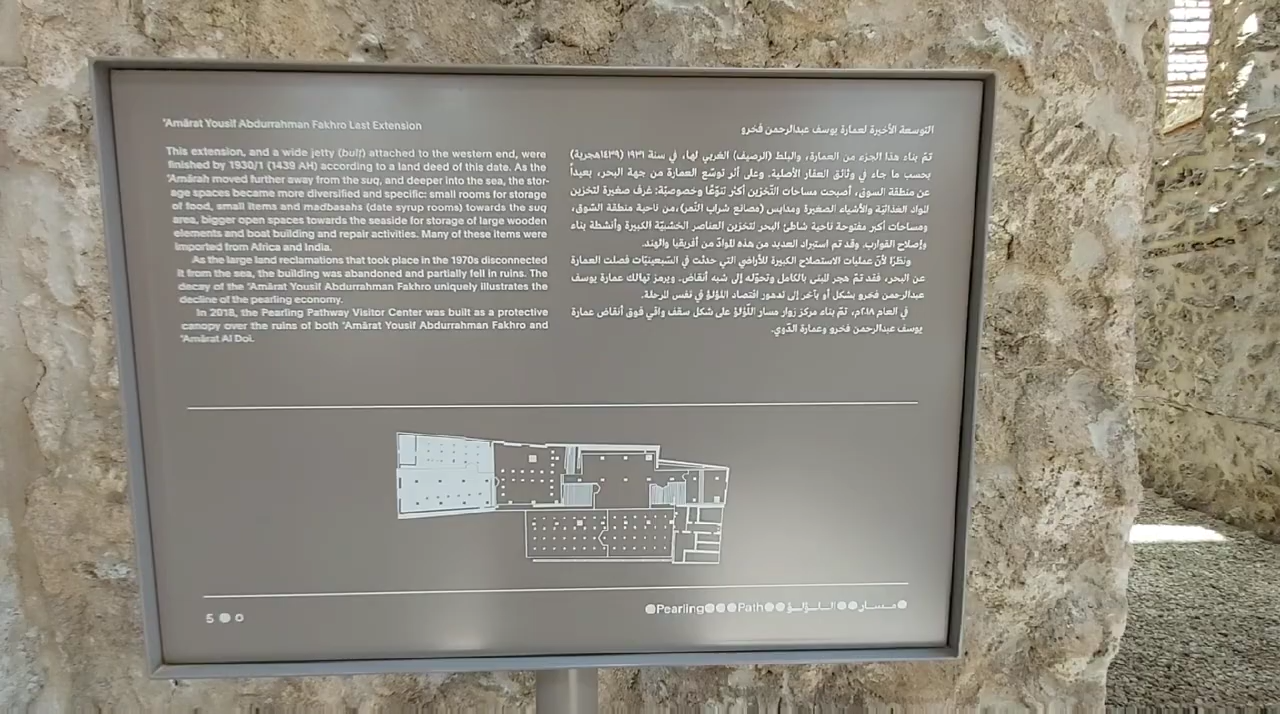 'Amārat Yousif Abdurrahman Fakhro Last Extension
This extension, and a wide jetty (bulṭ) attached to the western end, were
finished by 1930/1 (1439 AH) according to a land deed of this date. As the
'Amārah moved further away from the suq, and deeper into the sea, the stor-
age spaces became more diversified and specific: small rooms for storage
of food, small items and madbasahs (date syrup rooms) towards the suq
area, bigger open spaces towards the seaside for storage of large wooden
elements and boat building and repair activities. Many of these items were
imported from Africa and India.
As the large land reclamations that took place in the 1970s disconnected
it from the sea, the building was abandoned and partially fell in ruins. The
decay of the 'Amārat Yousif Abdurrahman Fakhro uniquely illustrates the
decline of the pearling economy.
In 2018, the Pearling Pathway Visitor Center was built as a protective
canopy over the ruins of both 'Amārat Yousif Abdurrahman Fakhro and
'Amārat Al Doi.
التوسعة الأخيرة لعمارة يوسف عبدالرحمن فخرو
تمّ بناء هذا الجزء من العمارة، والبلط (الرصيف) الغربي لها، في سنة ١٩٣١ (١٤٣٩هجرية)
بحسب ما جاء في وثائق العقار الأصلية. وعلى أثر توسّع العمارة من جهة البحر، بعيداً
عن منطقة السوق، أصبحت مساحات التّخزين أكثر تنوّعًا وخصوصيّة: غرف صغيرة لتخزين
المواد الغذائيّة والأشياء الصغيرة ومدابس (مصانع شراب التّمر)،من ناحية منطقة السّوق،
ومساحات أكبر مفتوحة ناحية شاطئ البحر لتخزين العناصر الخشبيّة الكبيرة وأنشطة بناء
وإصلاح القوارب. وقد تم استيراد العديد من هذه الموادّ من أفريقيا والهند.
ونظرًا لأنّ عمليات الاستصلاح الكبيرة للأراضي التي حدثت في السّبعينيّات فصلت العمارة
عن البحر، فقد تمّ هجر المبنى بالكامل وتحوّله إلى شبه أنقاض. ويرمز تهالك عمارة يوسف
عبدالرحمن فخرو بشكل أو بآخر إلى تدهور اقتصاد اللؤلؤ في نفس المرحلة.
في العام ٢٠١٨م، تمّ بناء مركز زوار مسار اللّؤلؤ على شكل سقف واقي فوق أنقاض عمارة
يوسف عبدالرحمن فخرو وعمارة الدّوي.
5
Pearling Path مسار اللؤلؤ